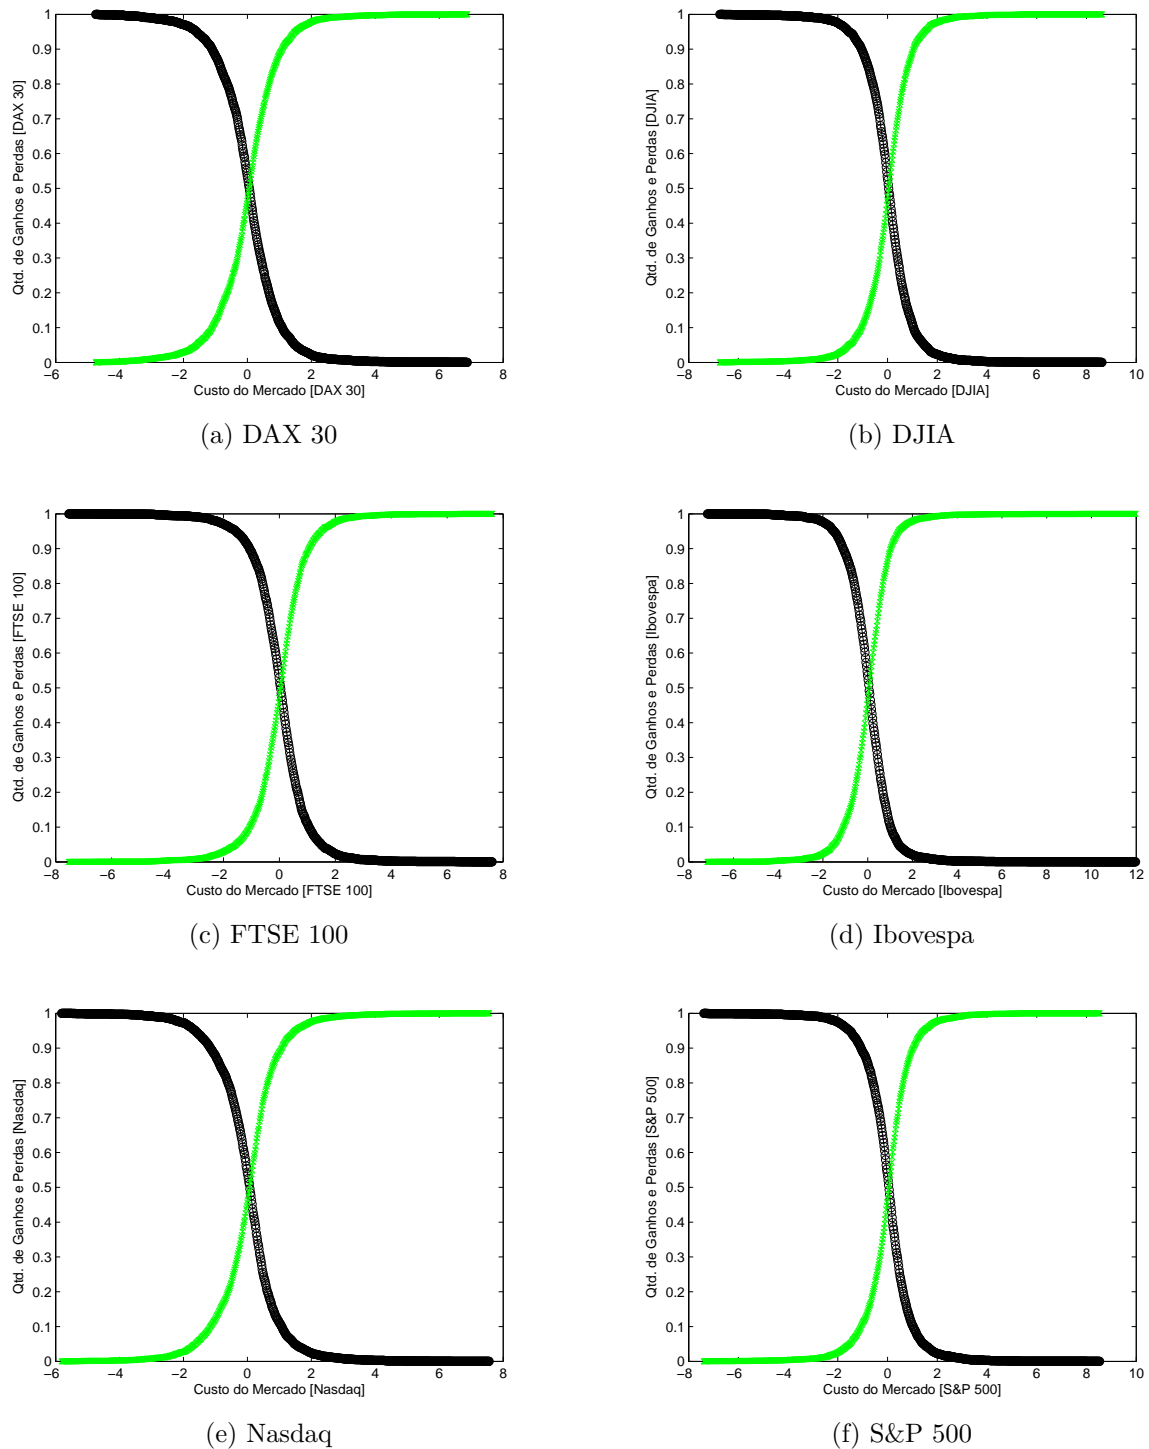 1
0.9
0.8
0.7
0.6
0.5
0.4
0.3
0.2
0.1
0
Qtd. de Ganhos e Perdas [DAX 30]
−6 −4 −2 0 2 4 6 8
Custo do Mercado [DAX 30]
(a) DAX 30
1
0.9
0.8
0.7
0.6
0.5
0.4
0.3
0.2
0.1
0
Qtd. de Ganhos e Perdas [DJIA]
−8 −6 −4 −2 0 2 4 6 8 10
Custo do Mercado [DJIA]
(b) DJIA
1
0.9
0.8
0.7
0.6
0.5
0.4
0.3
0.2
0.1
0
Qtd. de Ganhos e Perdas [FTSE 100]
−8 −6 −4 −2 0 2 4 6 8
Custo do Mercado [FTSE 100]
(c) FTSE 100
1
0.9
0.8
0.7
0.6
0.5
0.4
0.3
0.2
0.1
0
Qtd. de Ganhos e Perdas [Ibovespa]
−8 −6 −4 −2 0 2 4 6 8 10 12
Custo do Mercado [Ibovespa]
(d) Ibovespa
1
0.9
0.8
0.7
0.6
0.5
0.4
0.3
0.2
0.1
0
Qtd. de Ganhos e Perdas [Nasdaq]
−6 −4 −2 0 2 4 6 8
Custo do Mercado [Nasdaq]
(e) Nasdaq
1
0.9
0.8
0.7
0.6
0.5
0.4
0.3
0.2
0.1
0
Qtd. de Ganhos e Perdas [S&P 500]
−8 −6 −4 −2 0 2 4 6 8 10
Custo do Mercado [S&P 500]
(f) S&P 500